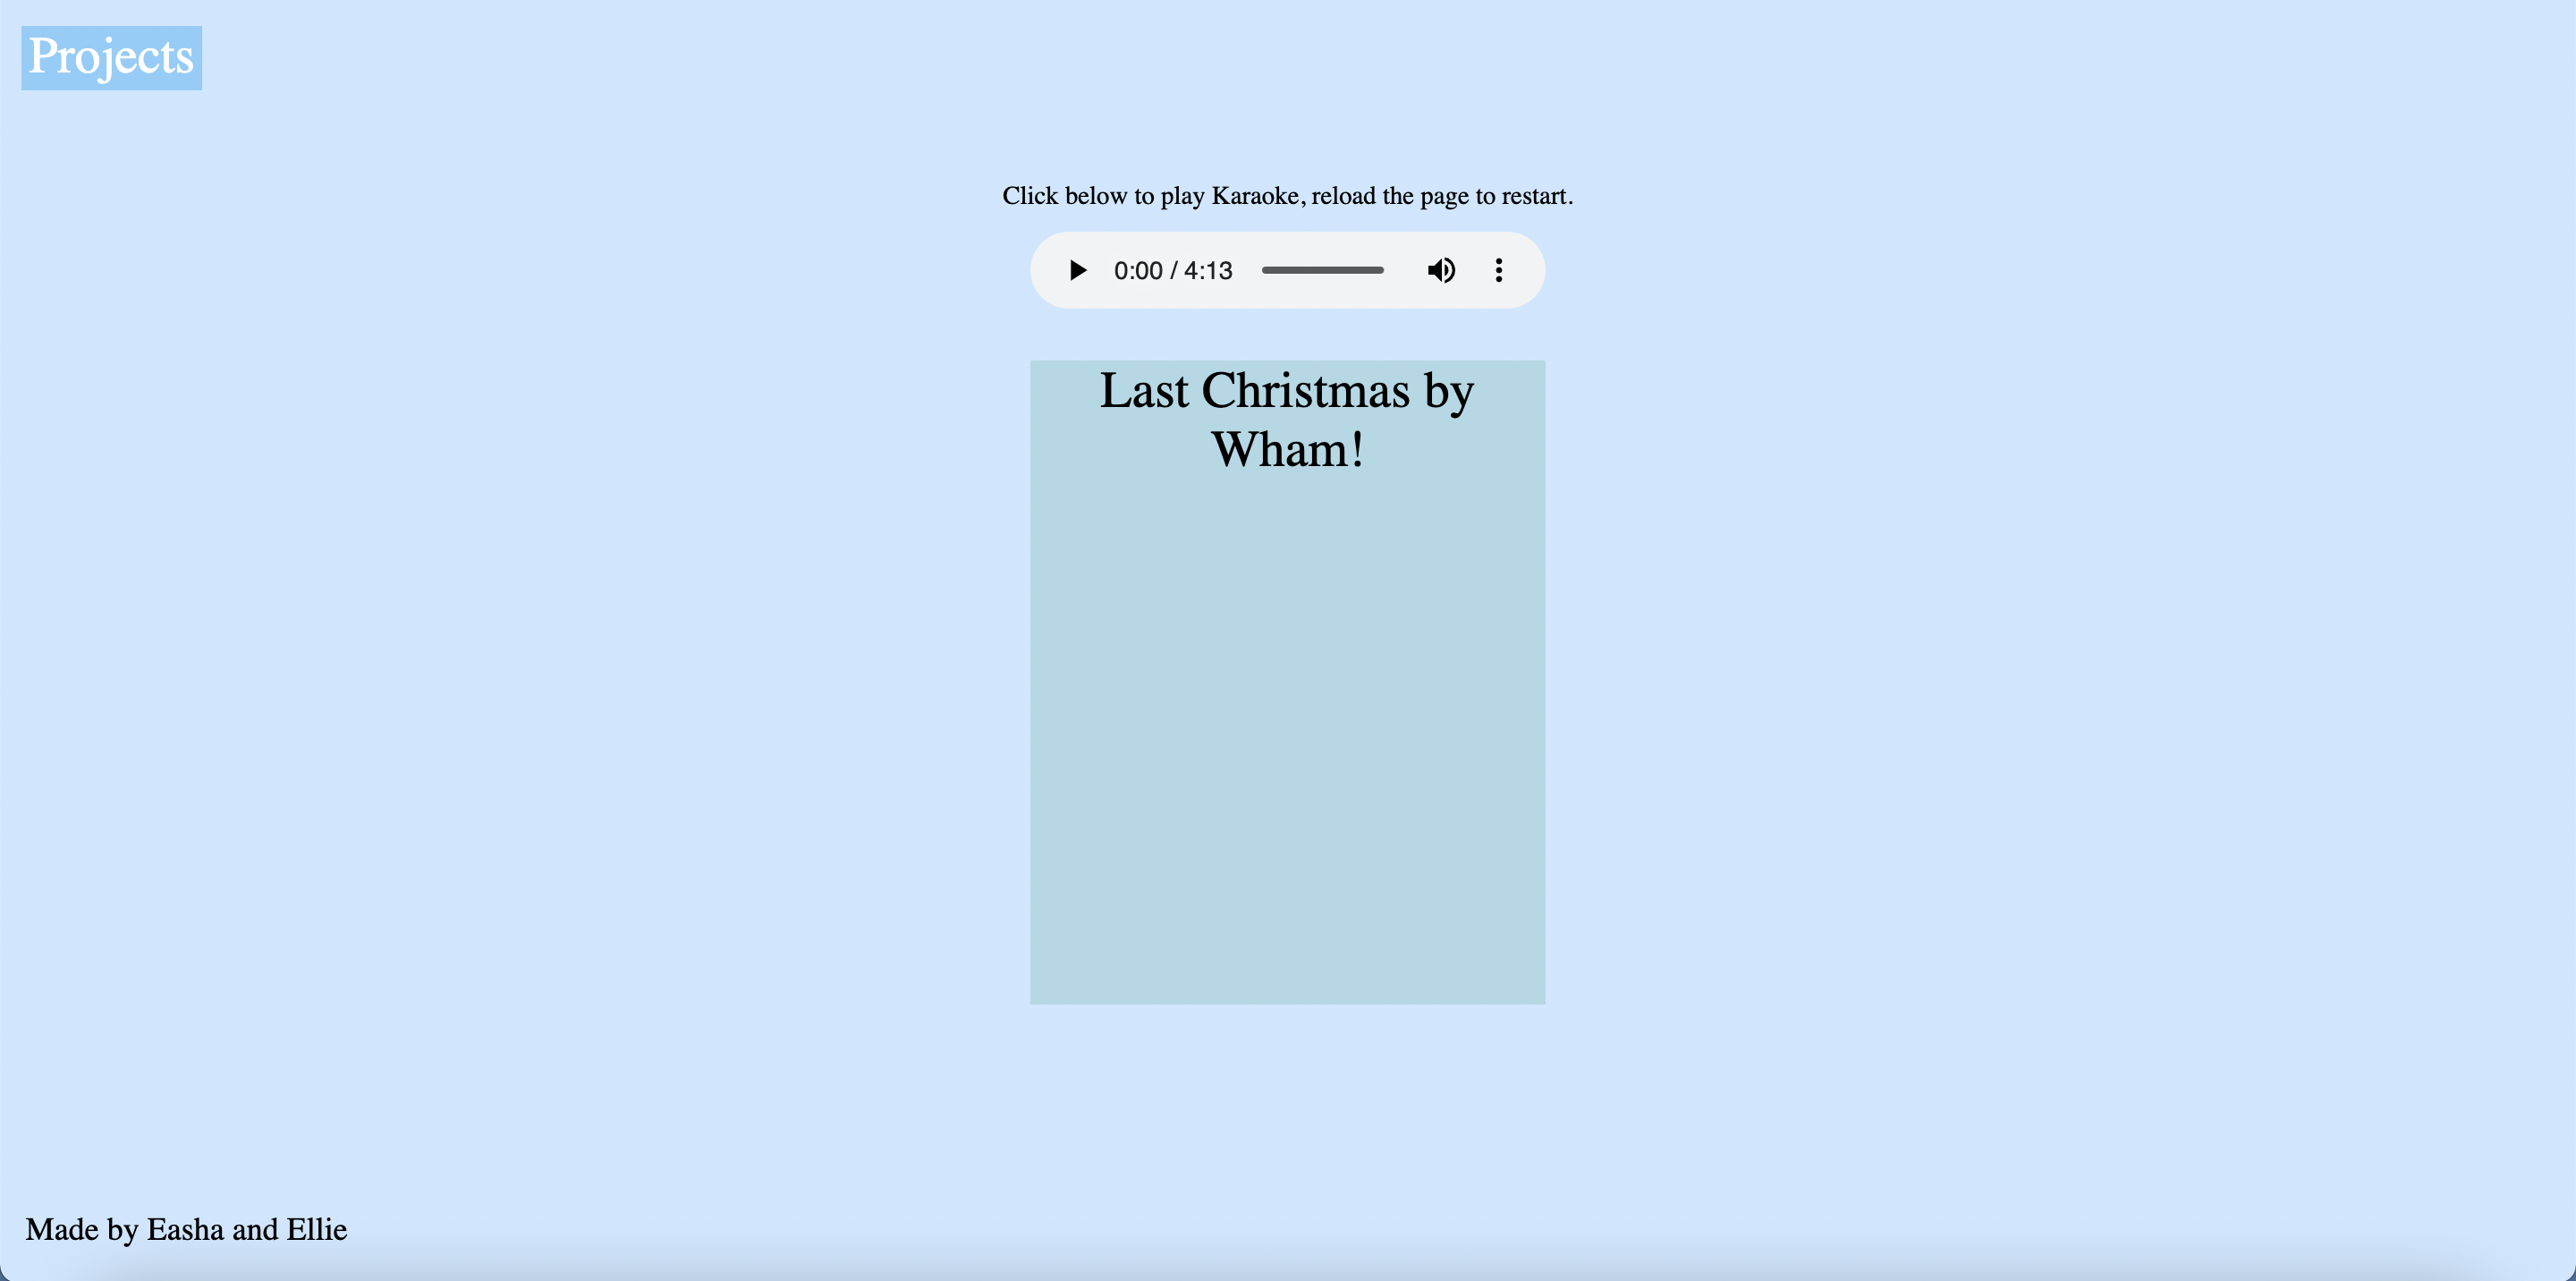 Projects
Click below to play Karaoke, reload the page to restart.
0:00 / 4:13
Last Christmas by
Wham!
Made by Easha and Ellie